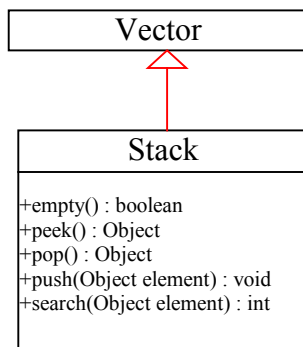 Vector
Stack
+empty() : boolean
+peek() : Object
+pop() : Object
+push(Object element) : void
+search(Object element) : int